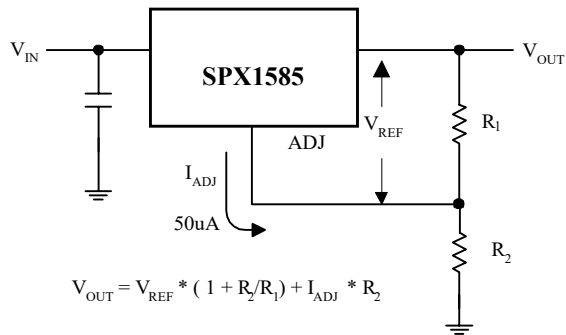 V_IN
SPX1585
V_OUT
ADJ
V_REF
R_1
I_ADJ
50uA
R_2
V_OUT = V_REF * ( 1 + R_2/R_1) + I_ADJ * R_2